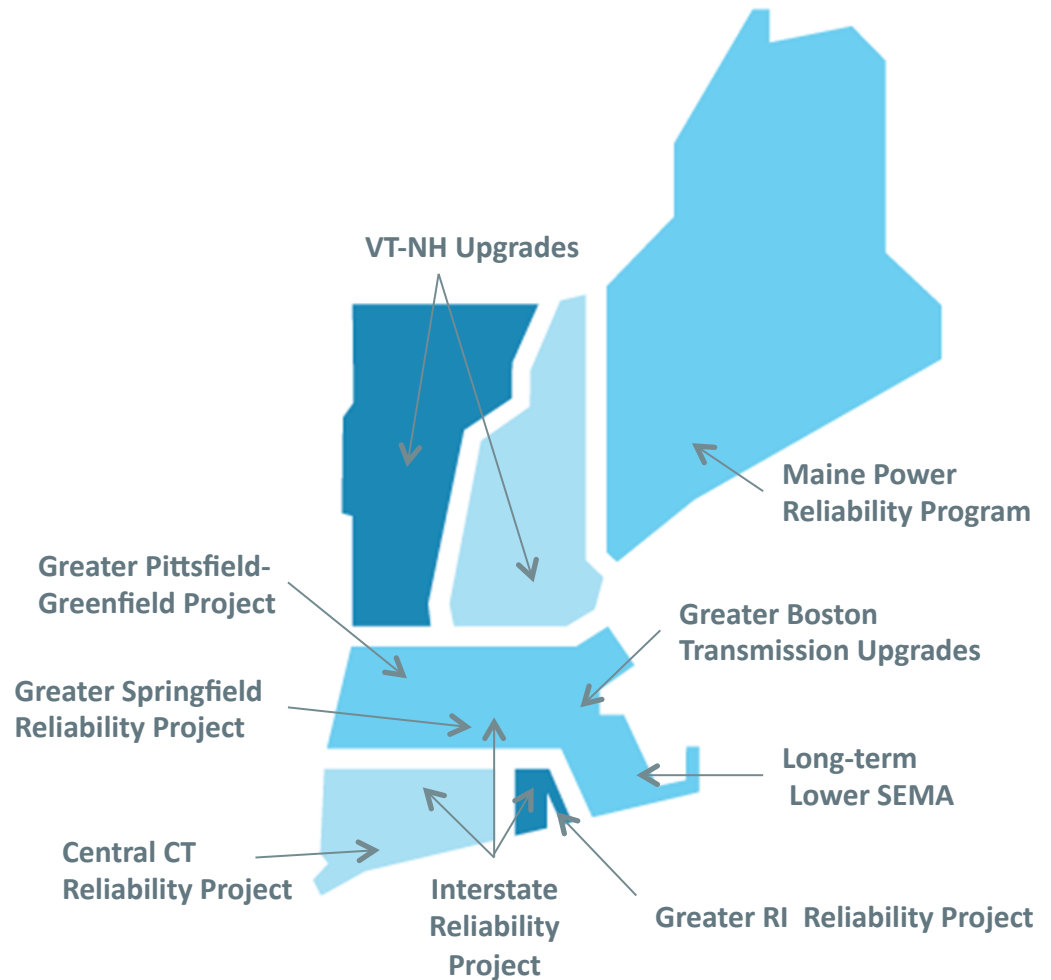 VT-NH Upgrades
Maine Power
Reliability Program
Greater Pittsfield-
Greenfield Project
Greater Boston
Transmission Upgrades
Greater Springfield
Reliability Project
Long-term
Lower SEMA
Central CT
Reliability Project
Interstate
Reliability
Project
Greater RI  Reliability Project